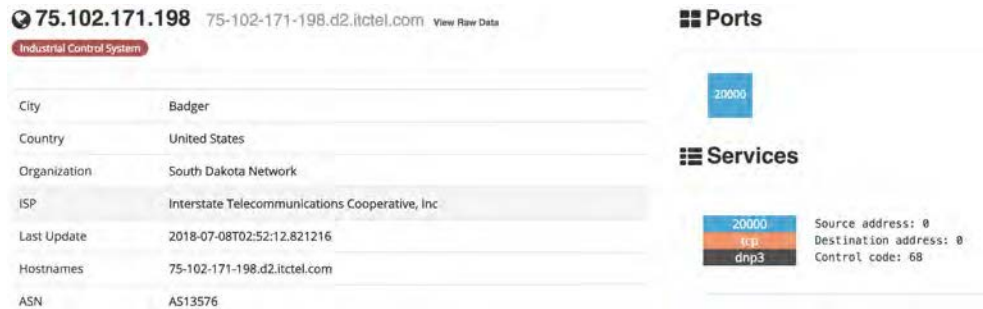 75.102.171.198 75-102-171-198.d2.itctel.com View Raw Data
Industrial Control System
City Badger
Country United States
Organization South Dakota Network
ISP Interstate Telecommunications Cooperative, Inc
Last Update 2018-07-08T02:52:12.821216
Hostnames 75-102-171-198.d2.itctel.com
ASN AS13576
Ports
20000
Services
20000
tcp
dnp3
Source address: 0
Destination address: 0
Control code: 68